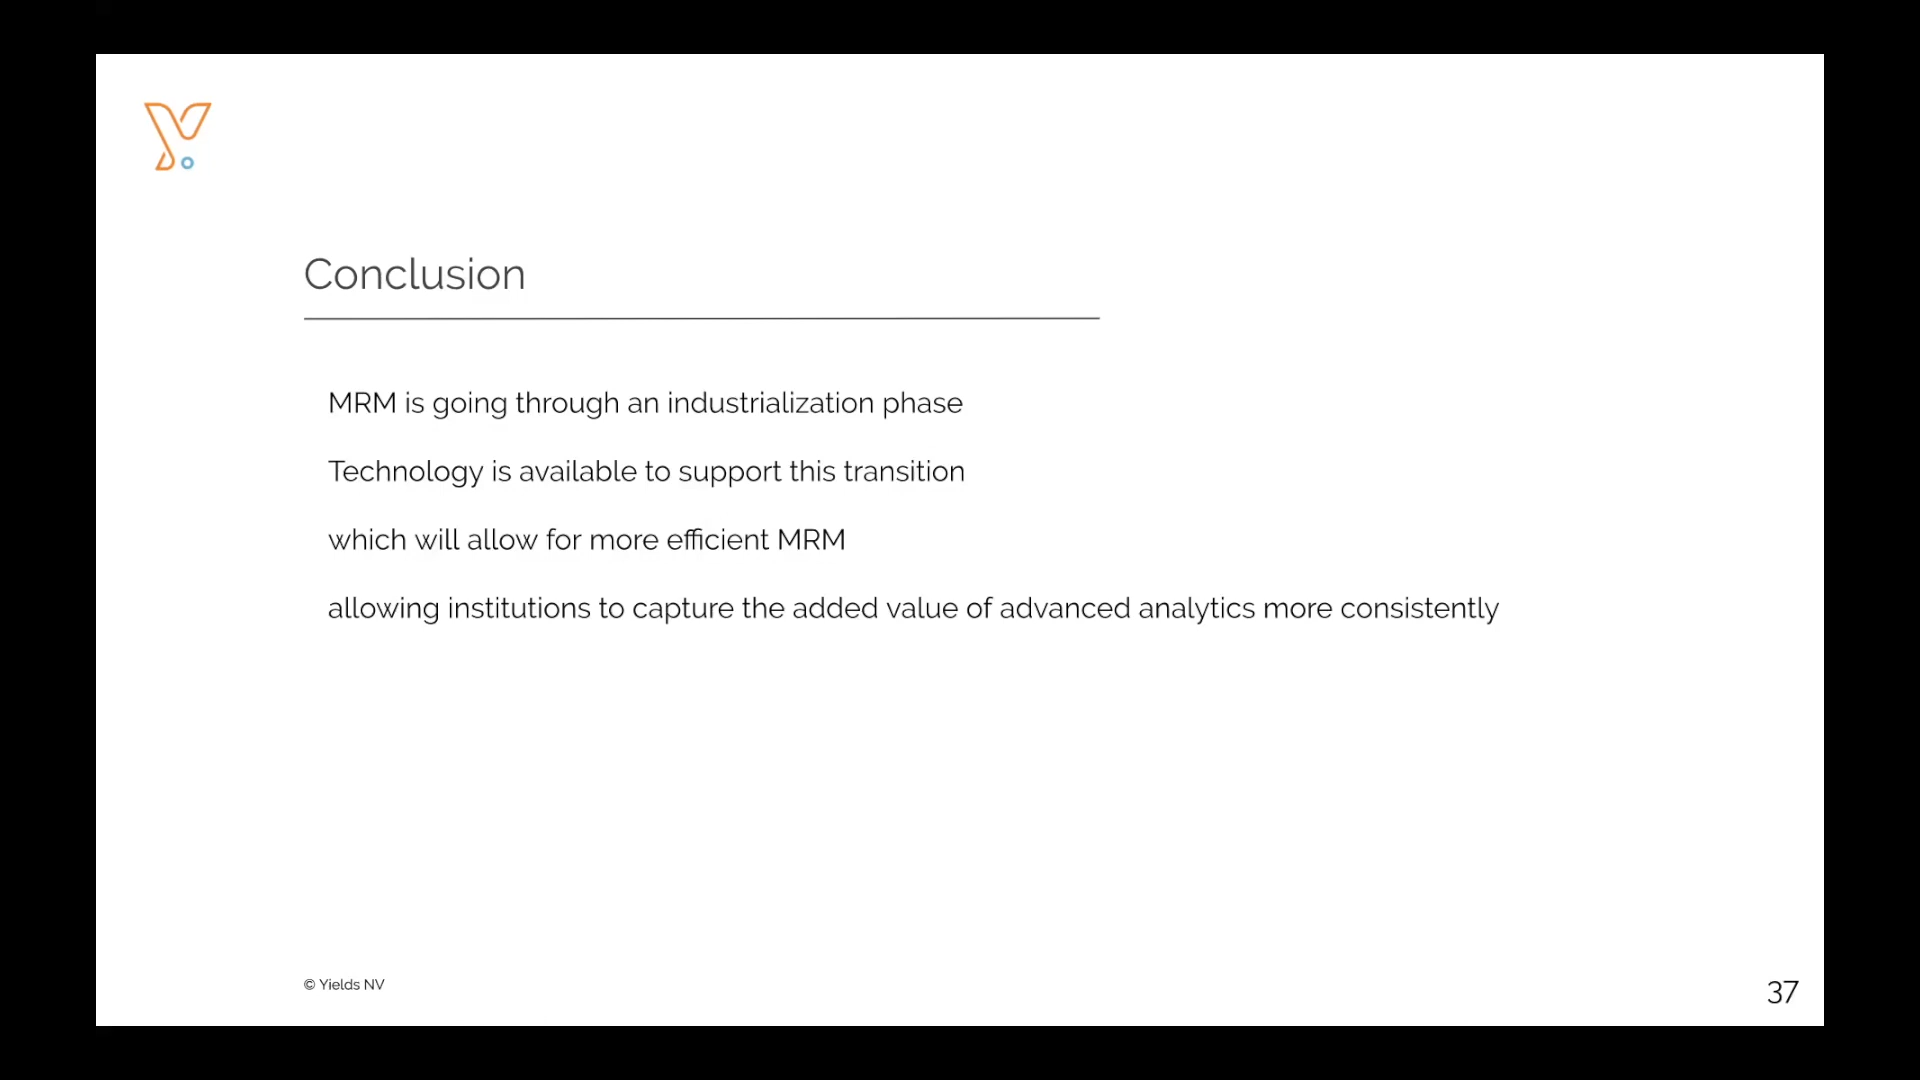 Conclusion
MRM is going through an industrialization phase
Technology is available to support this transition
which will allow for more efficient MRM
allowing institutions to capture the added value of advanced analytics more consistently
© Yields NV
37